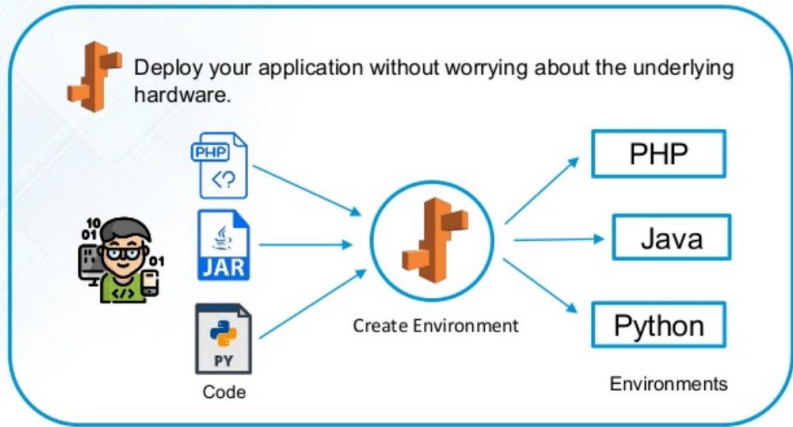 Deploy your application without worrying about the underlying
hardware.
PHP
<?
PHP
10
01
01
</>
JAR
Java
Create Environment
PY
Python
Code
Environments